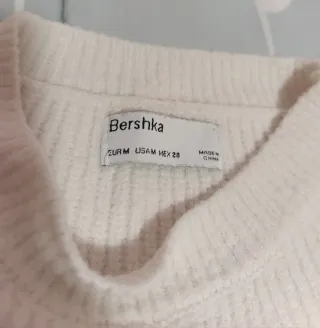 Bershka
EUR M USA M MEX 28
MADE IN
CHINA